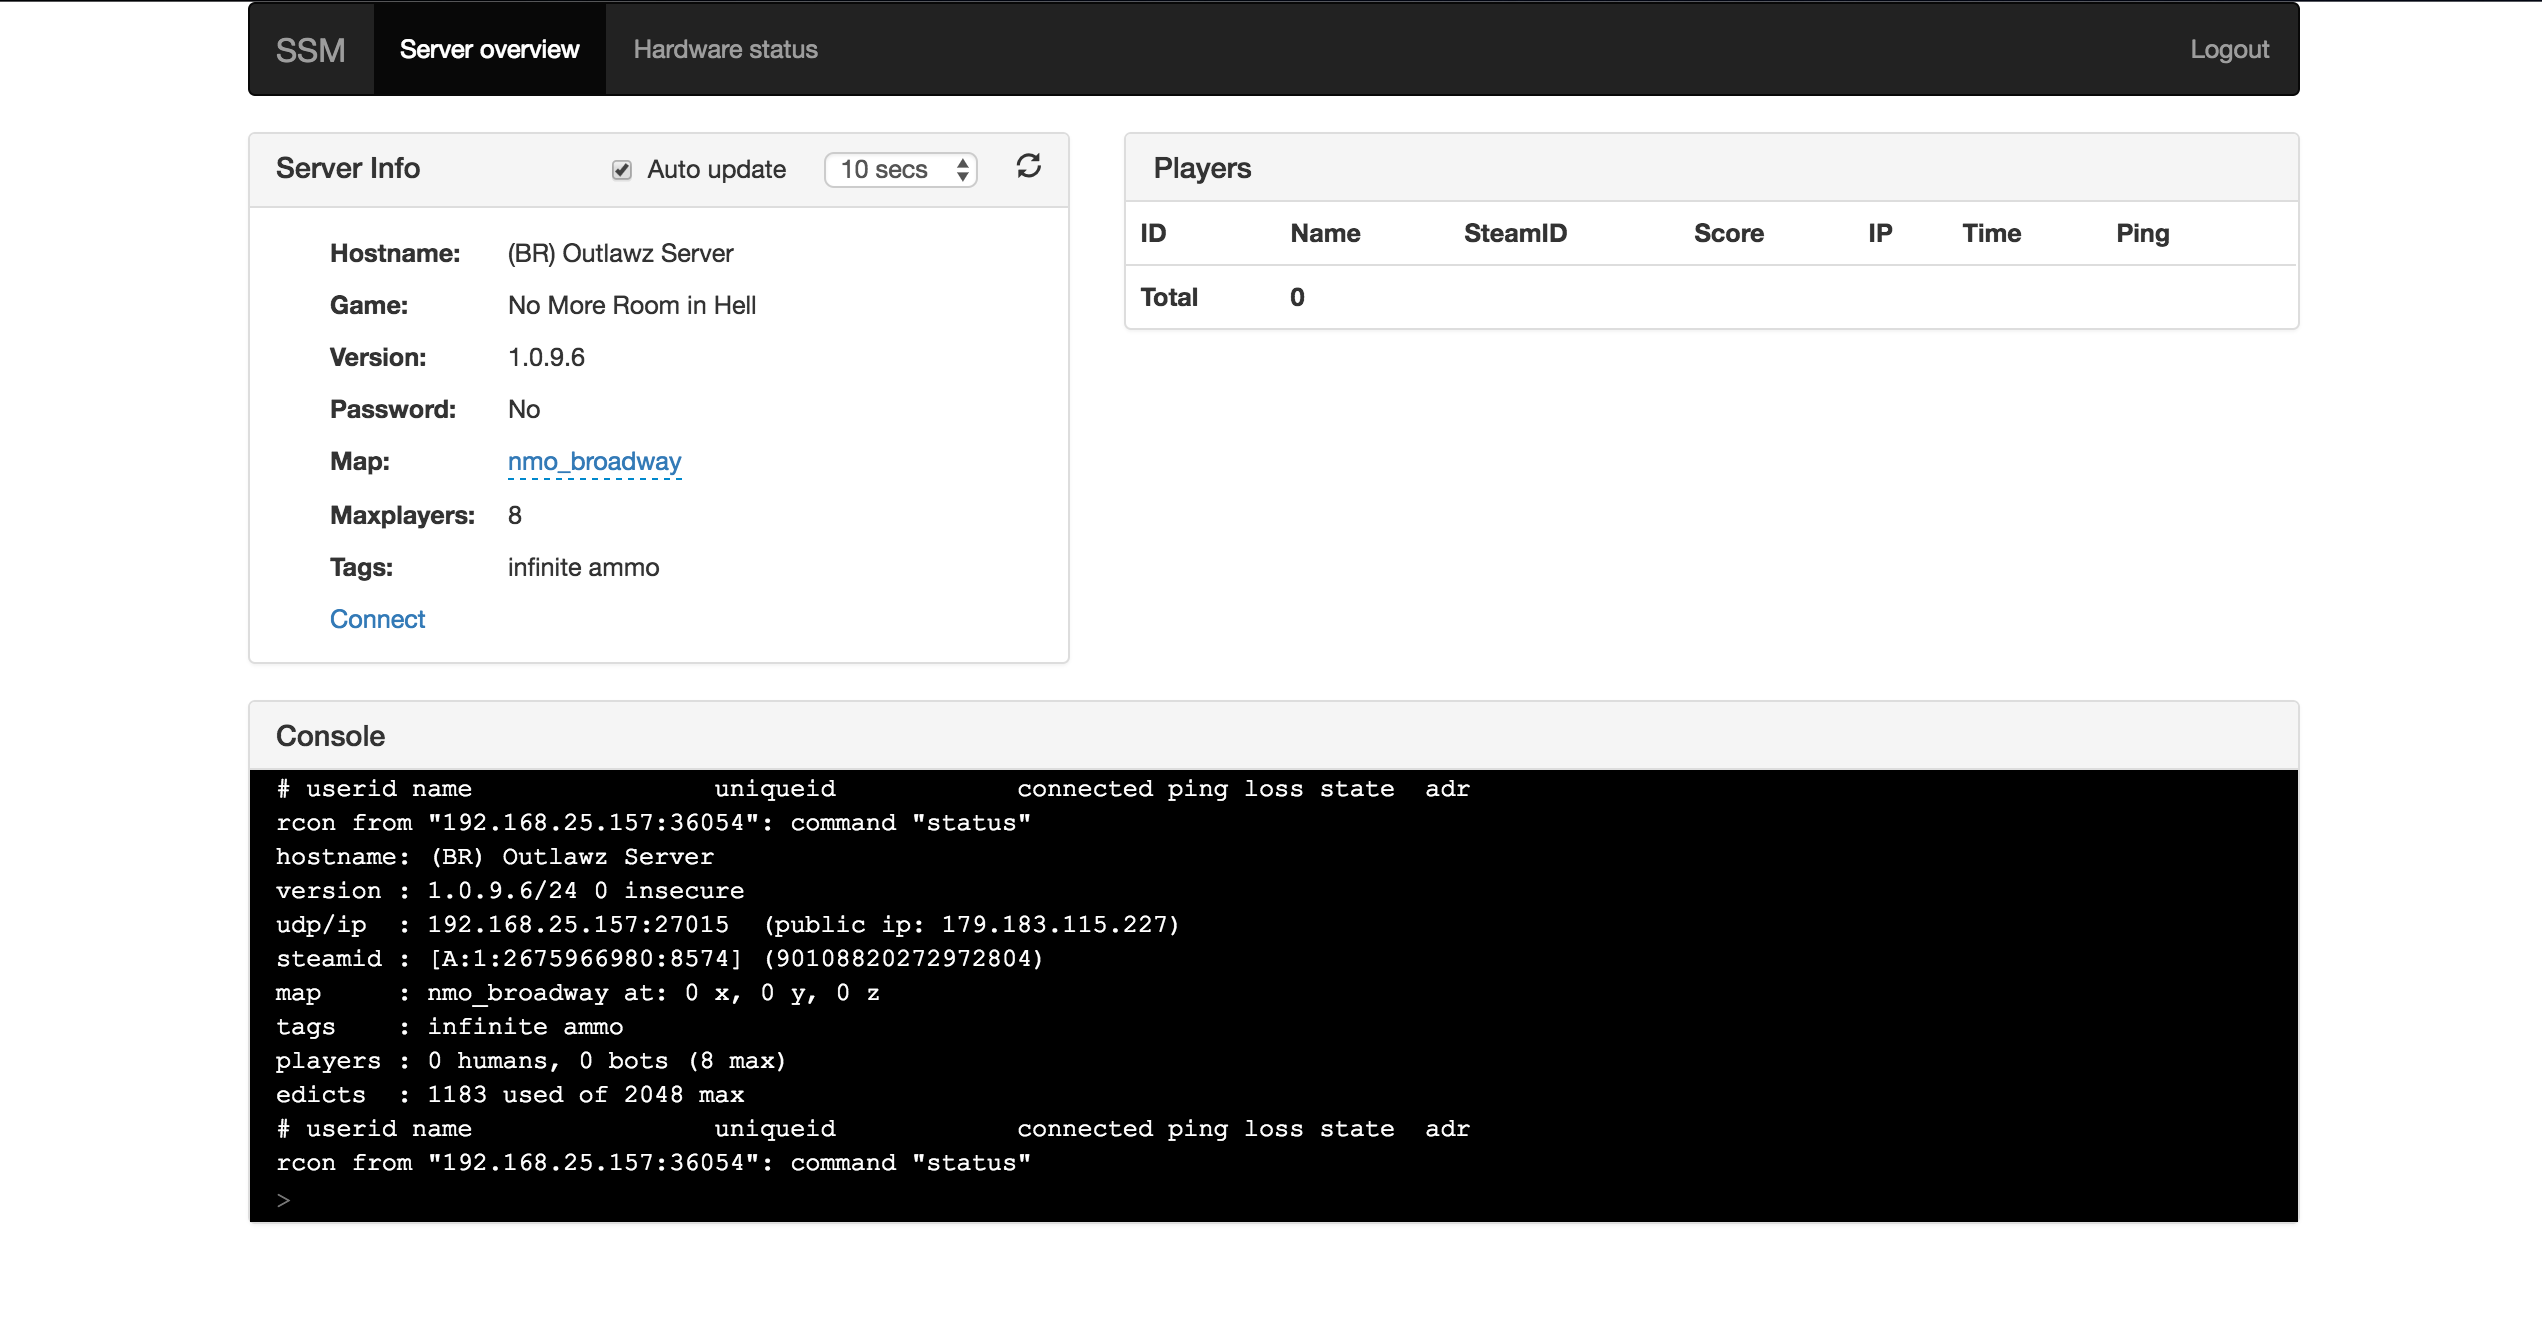 SSM Server overview Hardware status Logout
Server Info Auto update 10 secs
Hostname: (BR) Outlawz Server
Game: No More Room in Hell
Version: 1.0.9.6
Password: No
Map: nmo_broadway
Maxplayers: 8
Tags: infinite ammo
Connect
Players
ID Name SteamID Score IP Time Ping
Total 0
Console
# userid name                uniqueid            connected ping loss state  adr
rcon from "192.168.25.157:36054": command "status"
hostname: (BR) Outlawz Server
version : 1.0.9.6/24 0 insecure
udp/ip  : 192.168.25.157:27015  (public ip: 179.183.115.227)
steamid : [A:1:2675966980:8574] (90108820272972804)
map     : nmo_broadway at: 0 x, 0 y, 0 z
tags    : infinite ammo
players : 0 humans, 0 bots (8 max)
edicts  : 1183 used of 2048 max
# userid name                uniqueid            connected ping loss state  adr
rcon from "192.168.25.157:36054": command "status"
>